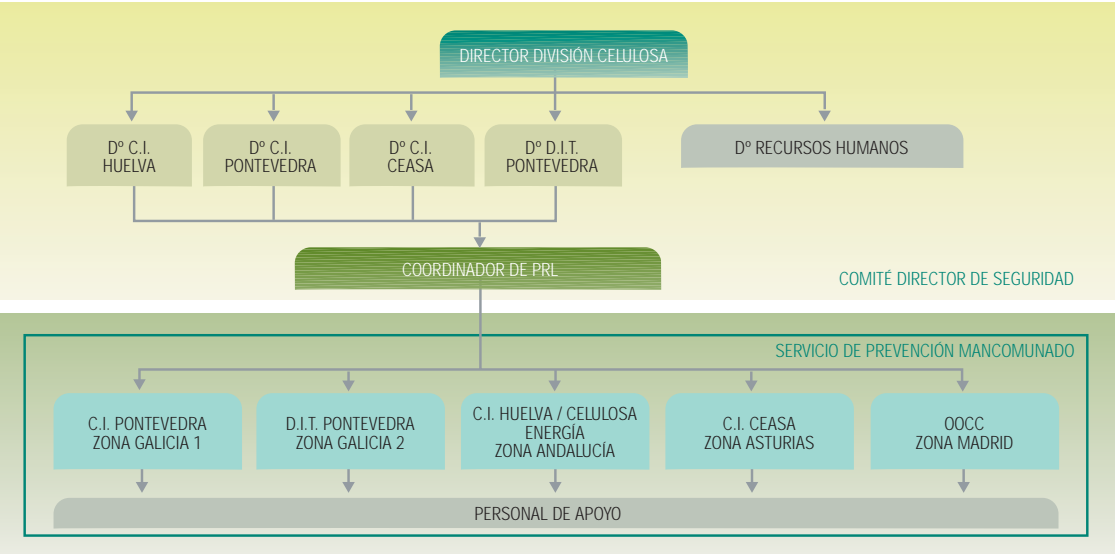 DIRECTOR DIVISIÓN CELULOSA
Dº C.I.
HUELVA
Dº C.I.
PONTEVEDRA
Dº C.I.
CEASA
Dº D.I.T.
PONTEVEDRA
Dº RECURSOS HUMANOS
COORDINADOR DE PRL
COMITÉ DIRECTOR DE SEGURIDAD
SERVICIO DE PREVENCIÓN MANCOMUNADO
C.I. PONTEVEDRA
ZONA GALICIA 1
D.I.T. PONTEVEDRA
ZONA GALICIA 2
C.I. HUELVA / CELULOSA
ENERGÍA
ZONA ANDALUCÍA
C.I. CEASA
ZONA ASTURIAS
OOCC
ZONA MADRID
PERSONAL DE APOYO